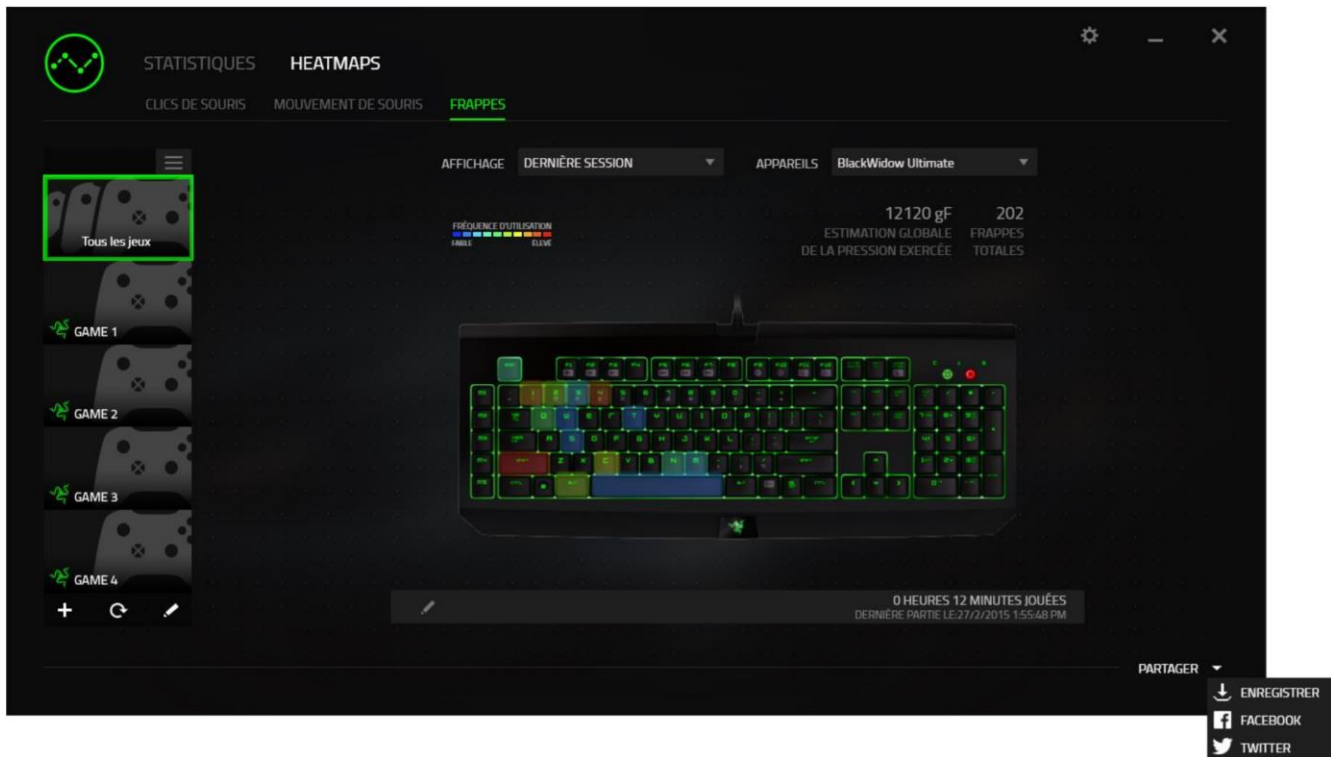 STATISTIQUES HEATMAPS
CLICS DE SOURIS MOUVEMENT DE SOURIS FRAPPES
AFFICHAGE DERNIÈRE SESSION APPAREILS BlackWidow Ultimate
Tous les jeux
GAME 1
GAME 2
GAME 3
GAME 4
FRÉQUENCE D'UTILISATION
FAIBLE ÉLEVÉ
12120 gF 202
ESTIMATION GLOBALE FRAPPES
DE LA PRESSION EXERCÉE TOTALES
0 HEURES 12 MINUTES JOUÉES
DERNIÈRE PARTIE LE:27/2/2015 1:55:48 PM
PARTAGER
ENREGISTRER
FACEBOOK
TWITTER